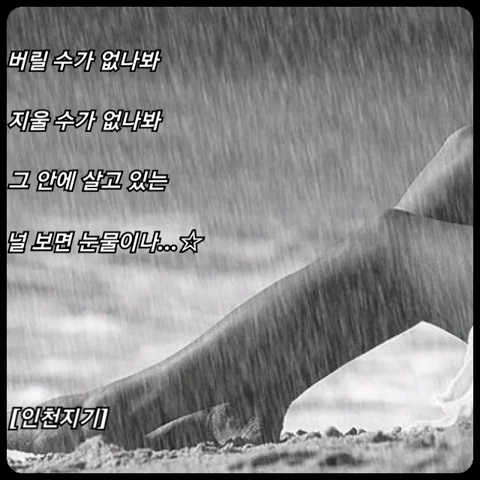 버릴 수가 없나봐
지울 수가 없나봐
그 안에 살고 있는
널 보면 눈물이나...☆
[인천지기]